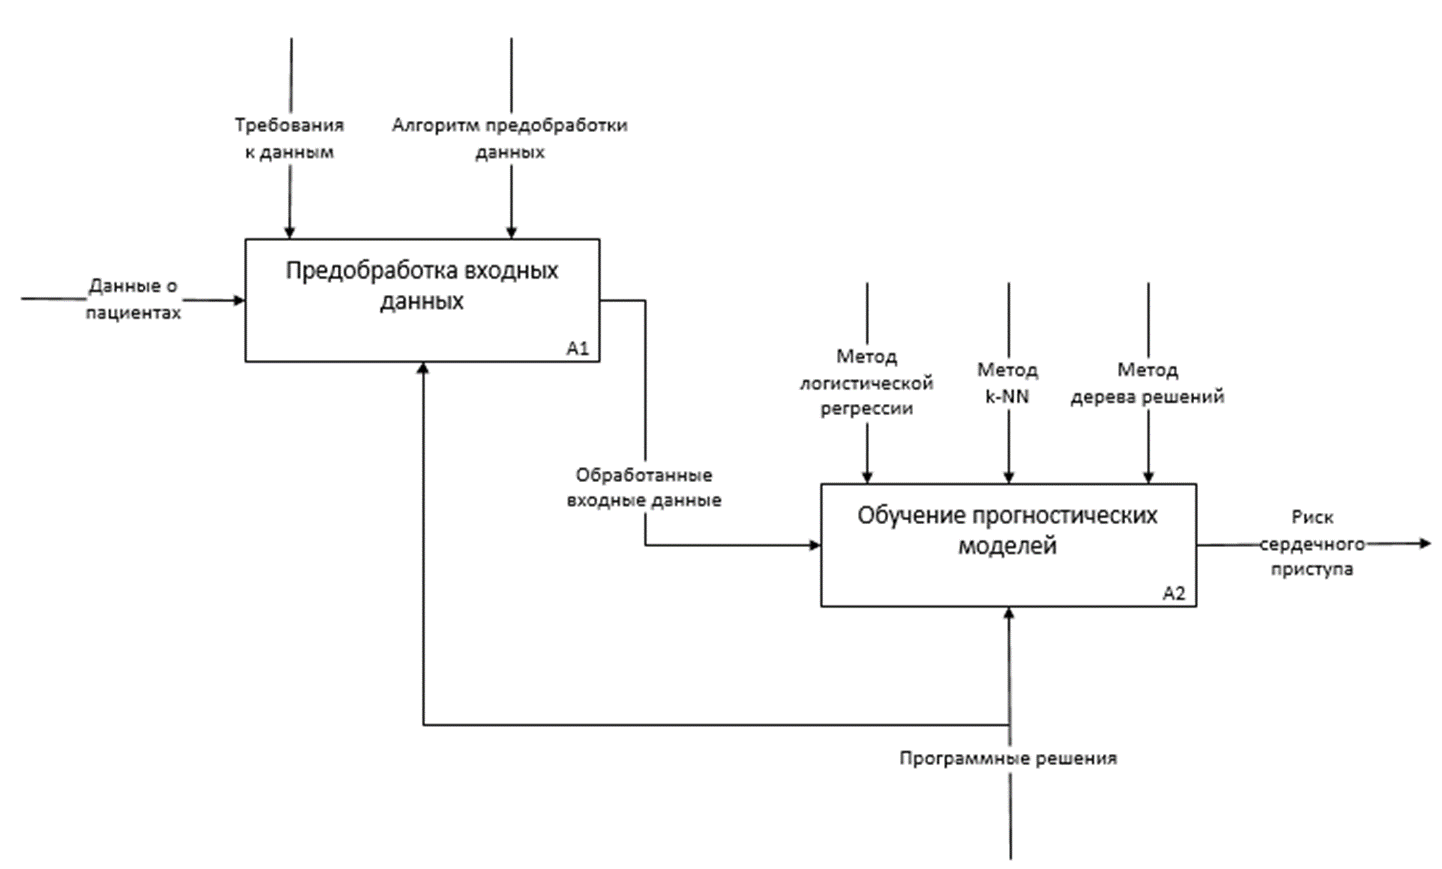 Требования
к данным
Алгоритм предобработки
данных
Данные о
пациентах
Предобработка входных
данных
A1
Обработанные
входные данные
Метод
логистической
регрессии
Метод
k-NN
Метод
дерева решений
Обучение прогностических
моделей
A2
Риск
сердечного
приступа
Программные решения